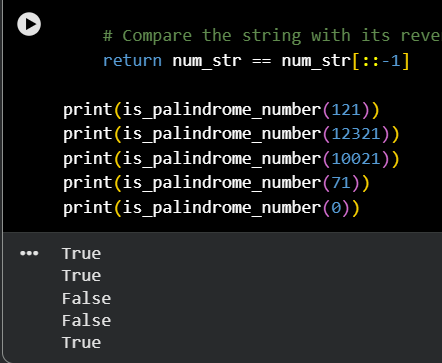 # Compare the string with its reve
return num_str == num_str[::-1]
print(is_palindrome_number(121))
print(is_palindrome_number(12321))
print(is_palindrome_number(10021))
print(is_palindrome_number(71))
print(is_palindrome_number(0))
True
True
False
False
True